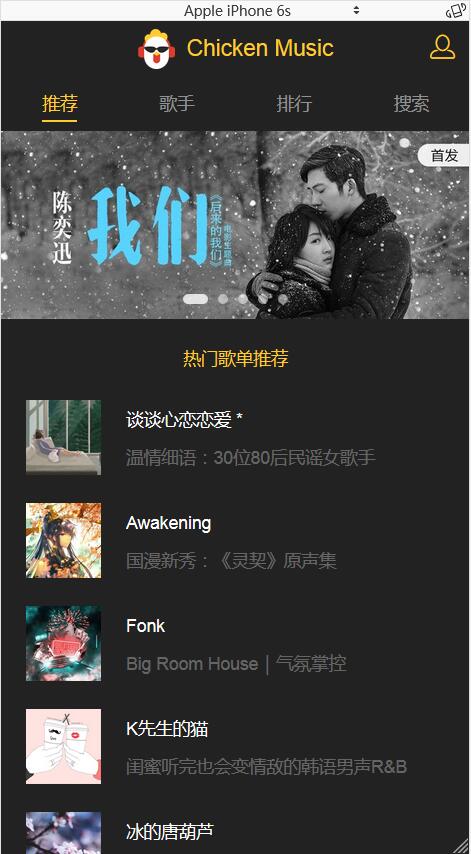 Apple iPhone 6s
Chicken Music
推荐 歌手 排行 搜索
首发
陈奕迅
我们
《后来的我们》
电影主题曲
热门歌单推荐
谈谈心恋恋爱 *
温情细语：30位80后民谣女歌手
Awakening
国漫新秀：《灵契》原声集
Fonk
Big Room House｜气氛掌控
K先生的猫
闺蜜听完也会变情敌的韩语男声R&B
冰的唐葫芦